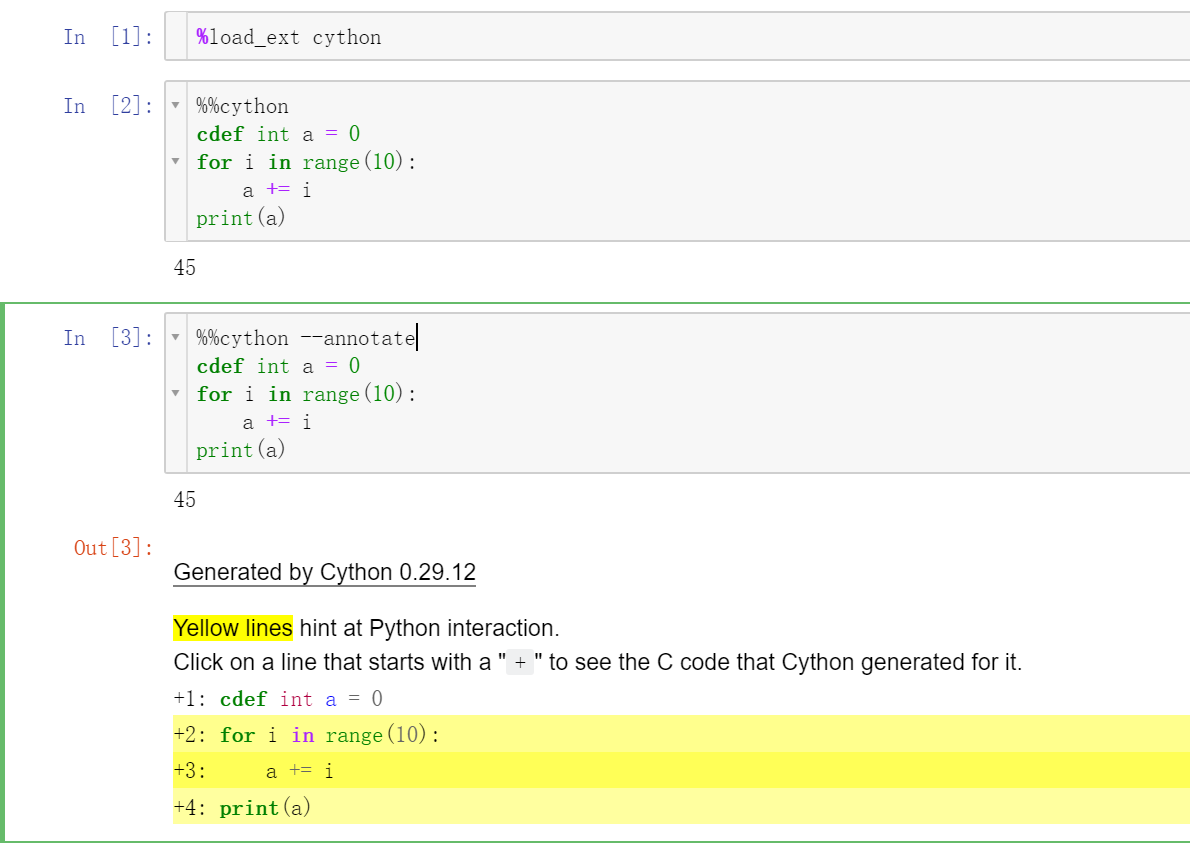 In [1]: %load_ext cython
In [2]: %%cython
cdef int a = 0
for i in range(10):
    a += i
print(a)
45
In [3]: %%cython --annotate
cdef int a = 0
for i in range(10):
    a += i
print(a)
45
Out[3]:
Generated by Cython 0.29.12
Yellow lines hint at Python interaction.
Click on a line that starts with a "+" to see the C code that Cython generated for it.
+1: cdef int a = 0
+2: for i in range(10):
+3:     a += i
+4: print(a)